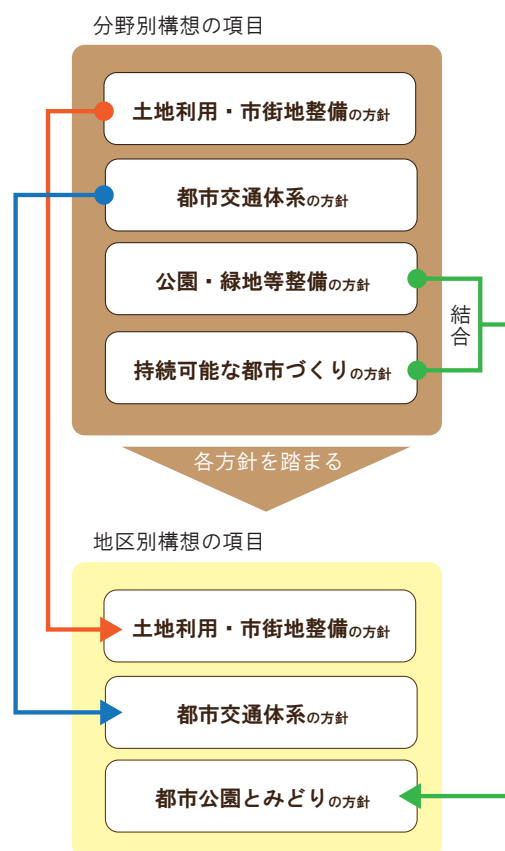 分野別構想の項目
土地利用・市街地整備の方針
都市交通体系の方針
公園・緑地等整備の方針
結合
持続可能な都市づくりの方針
各方針を踏まる
地区別構想の項目
土地利用・市街地整備の方針
都市交通体系の方針
都市公園とみどりの方針